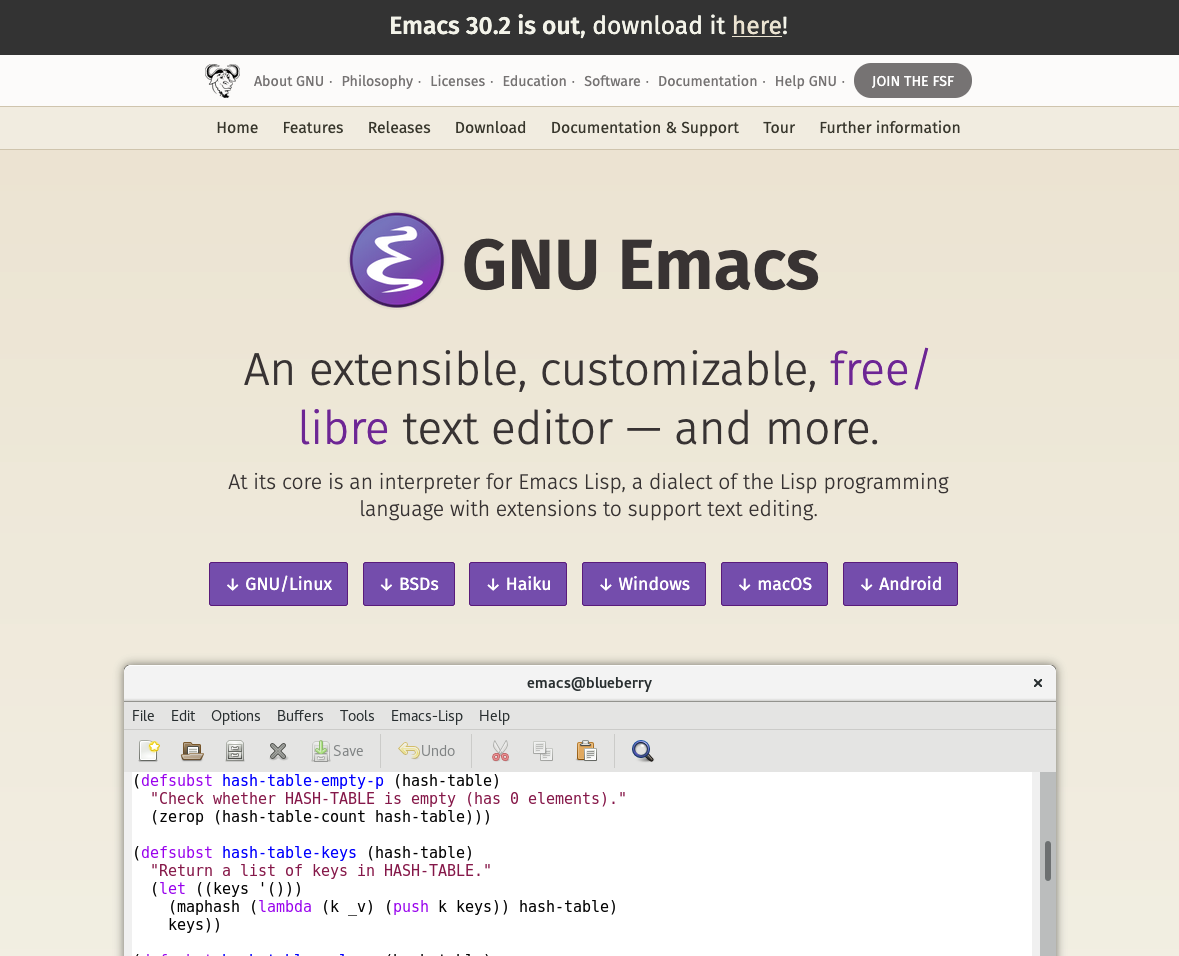 Emacs 30.2 is out, download it here!
About GNU · Philosophy · Licenses · Education · Software · Documentation · Help GNU · JOIN THE FSF
Home Features Releases Download Documentation & Support Tour Further information
GNU Emacs
An extensible, customizable, free/
libre text editor — and more.
At its core is an interpreter for Emacs Lisp, a dialect of the Lisp programming
language with extensions to support text editing.
↓ GNU/Linux ↓ BSDs ↓ Haiku ↓ Windows ↓ macOS ↓ Android
emacs@blueberry ×
File Edit Options Buffers Tools Emacs-Lisp Help
Save Undo
(defsubst hash-table-empty-p (hash-table)
  "Check whether HASH-TABLE is empty (has 0 elements)."
  (zerop (hash-table-count hash-table)))
(defsubst hash-table-keys (hash-table)
  "Return a list of keys in HASH-TABLE."
  (let ((keys '()))
    (maphash (lambda (k _v) (push k keys)) hash-table)
    keys))